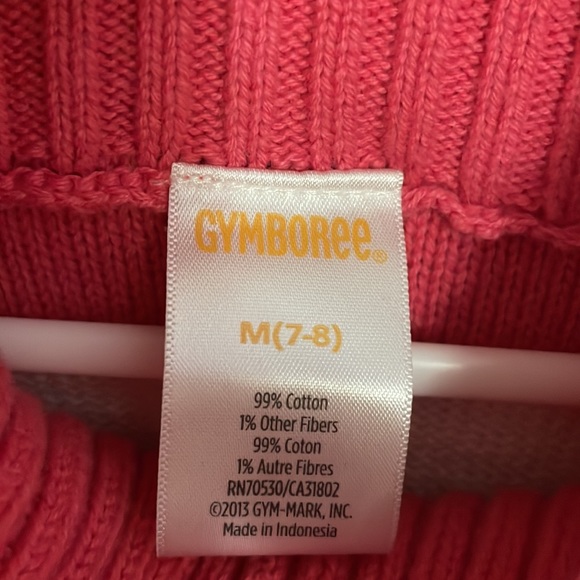 GYMBOREE®
M(7-8)
99% Cotton
1% Other Fibers
99% Coton
1% Autre Fibres
RN70530/CA31802
©2013 GYM-MARK, INC.
Made in Indonesia